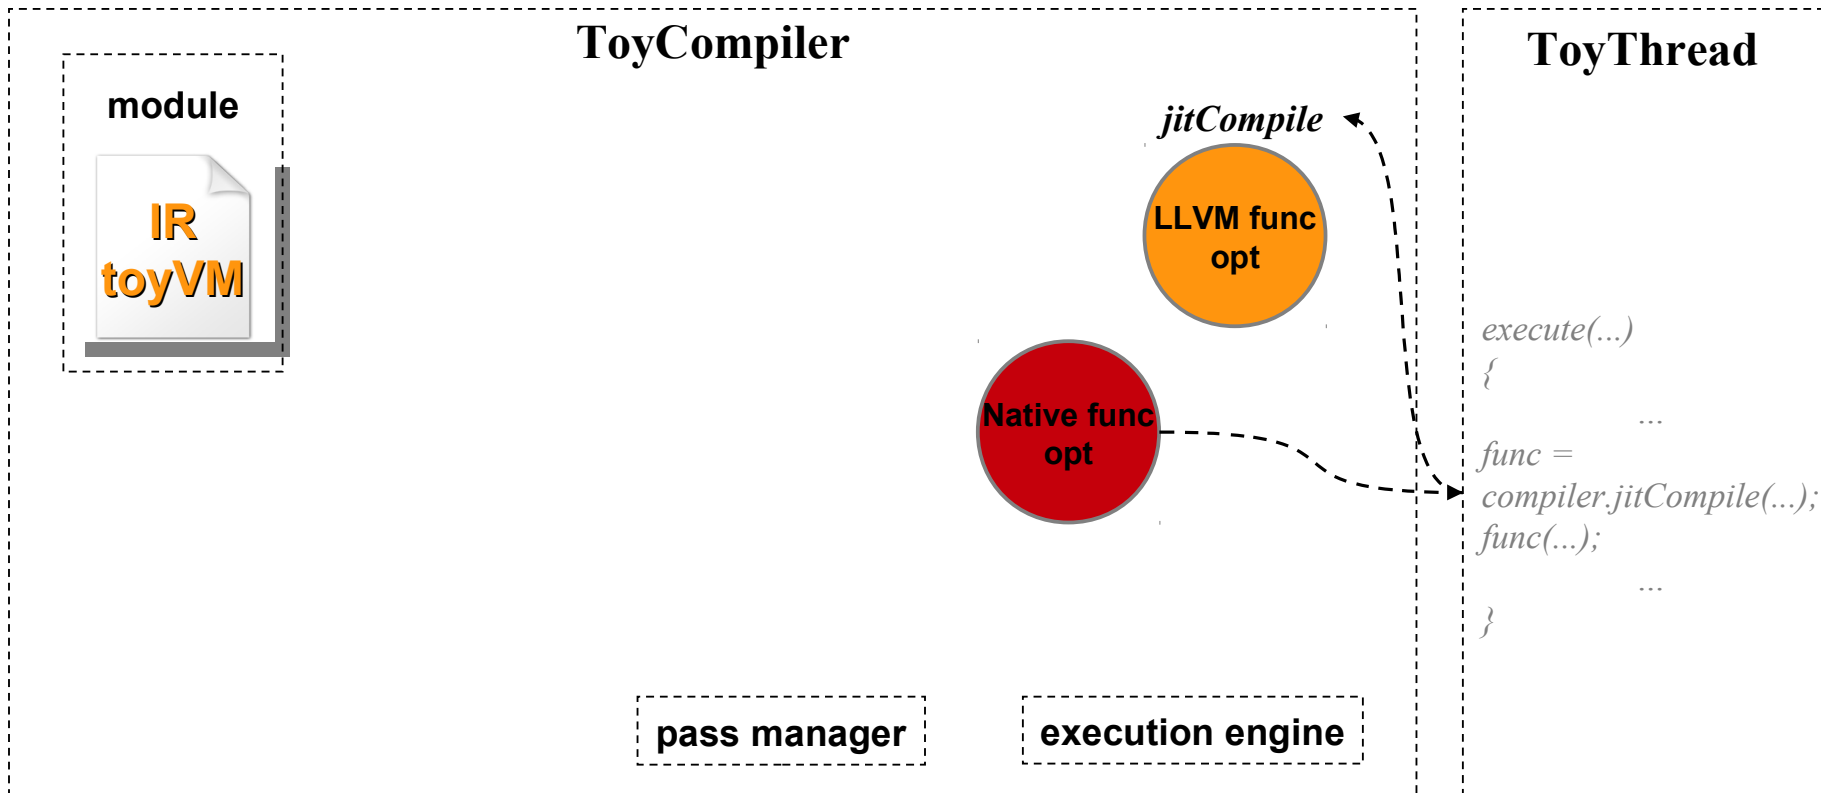 ToyCompiler
ToyThread
module
IR
toyVM
jitCompile
LLVM func
opt
Native func
opt
execute(...)
{
...
func =
compiler.jitCompile(...);
func(...);
...
}
pass manager
execution engine